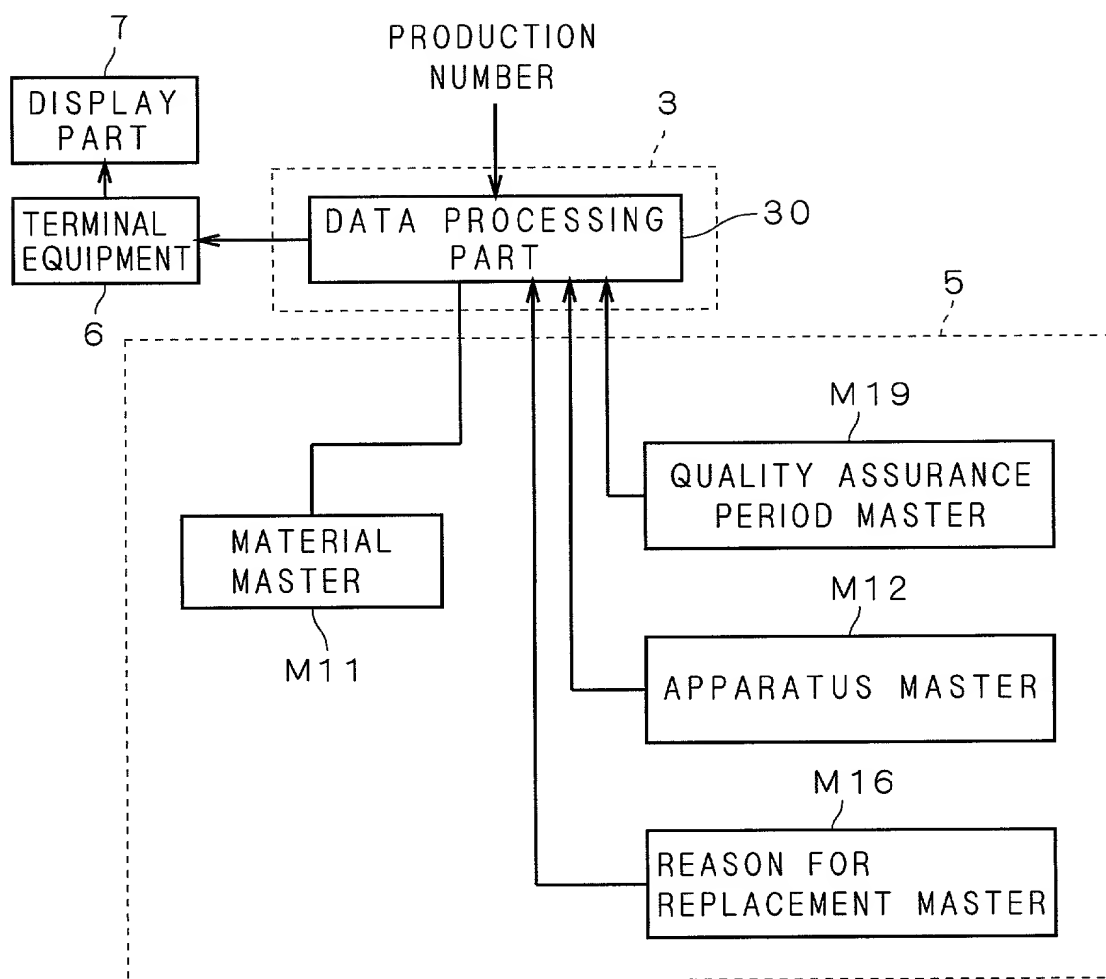 7
PRODUCTION
NUMBER
DISPLAY
PART
3
TERMINAL
EQUIPMENT
DATA PROCESSING
PART
30
6
5
M19
QUALITY ASSURANCE
PERIOD MASTER
MATERIAL
MASTER
M11
M12
APPARATUS MASTER
M16
REASON FOR
REPLACEMENT MASTER